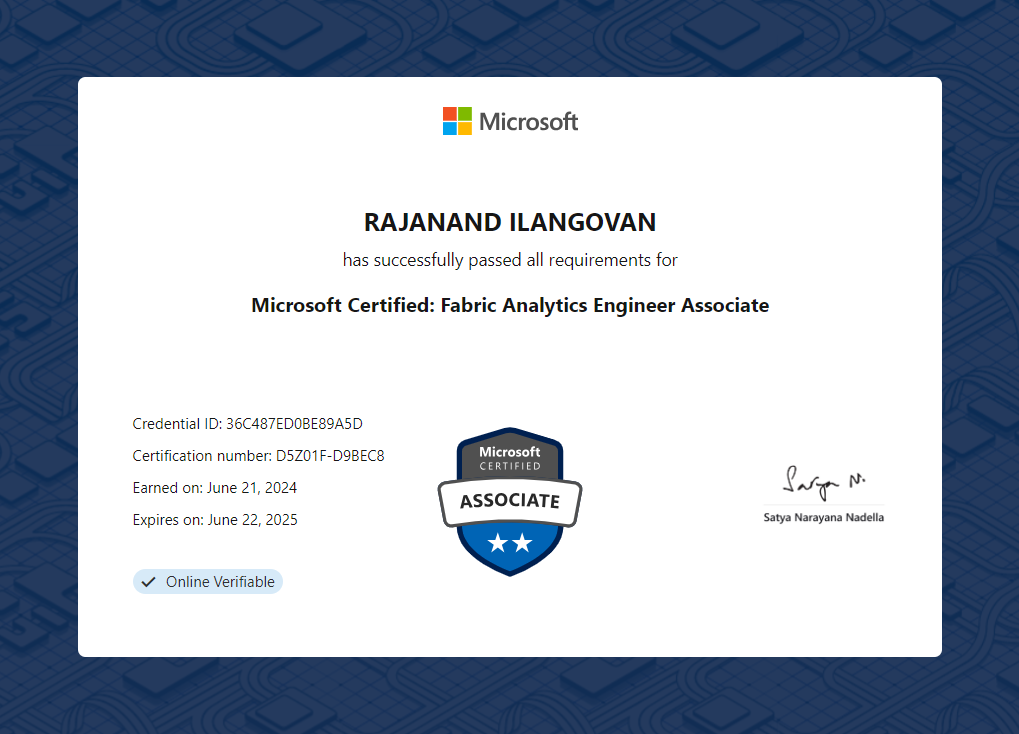 Microsoft
RAJANAND ILANGOVAN
has successfully passed all requirements for
Microsoft Certified: Fabric Analytics Engineer Associate
Credential ID: 36C487ED0BE89A5D
Certification number: D5Z01F-D9BEC8
Earned on: June 21, 2024
Expires on: June 22, 2025
Online Verifiable
Microsoft
CERTIFIED
ASSOCIATE
Satya N.
Satya Narayana Nadella